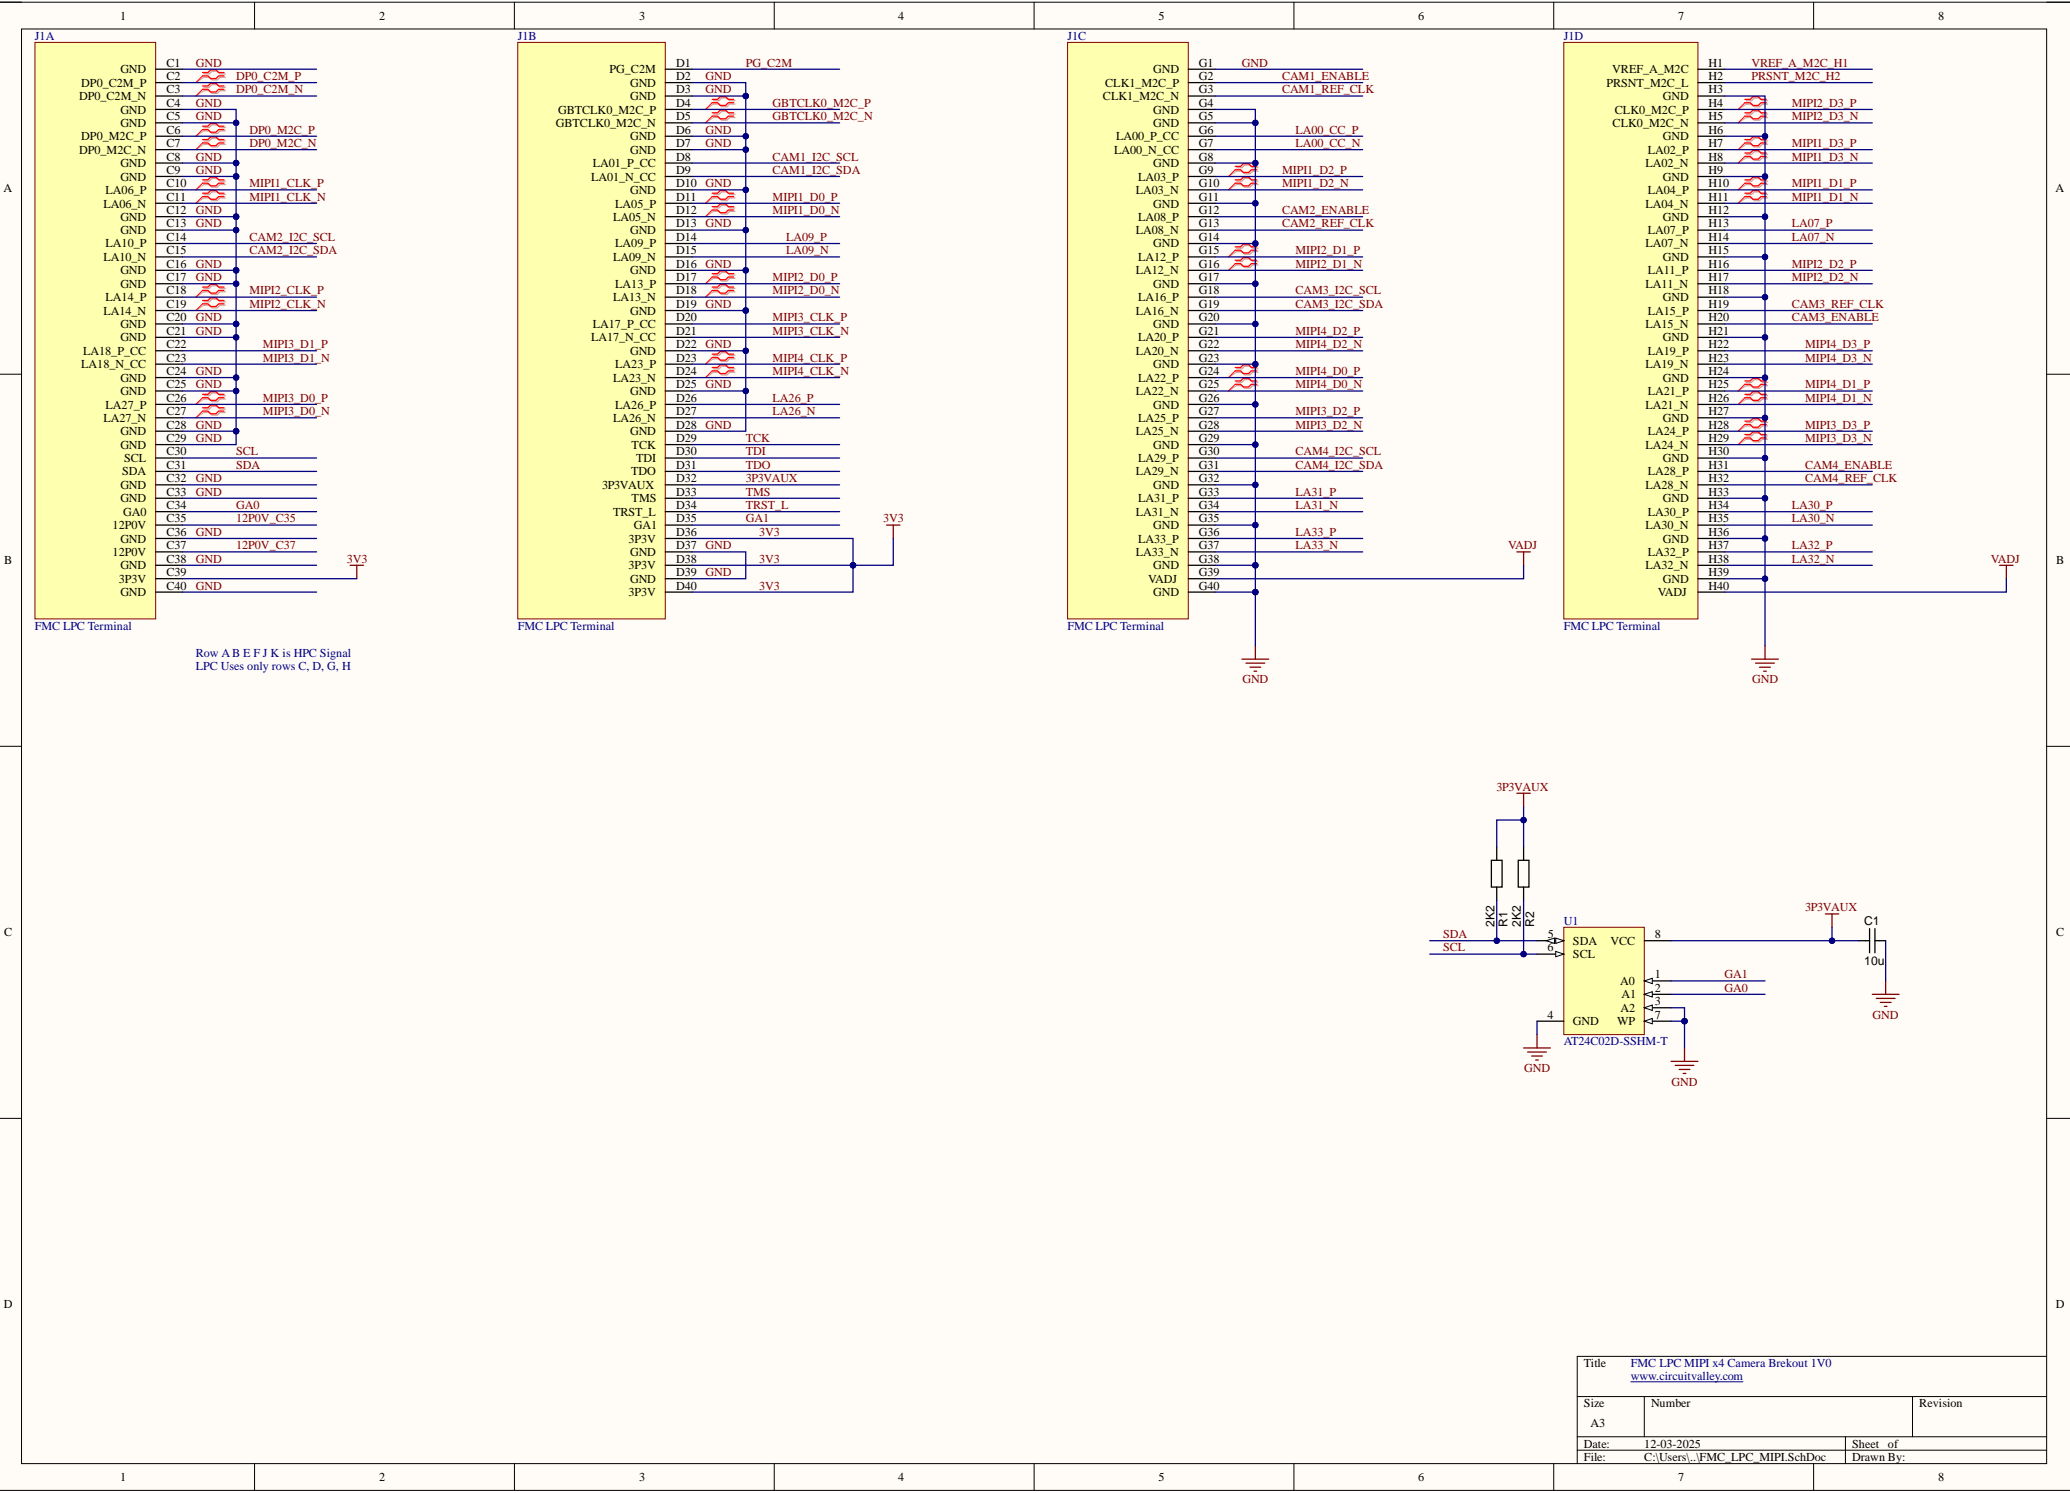 1 2 3 4 5 6 7 8
A
B
C
D
J1A
GND C1 GND
DP0_C2M_P C2 DP0_C2M_P
DP0_C2M_N C3 DP0_C2M_N
GND C4 GND
GND C5 GND
DP0_M2C_P C6 DP0_M2C_P
DP0_M2C_N C7 DP0_M2C_N
GND C8 GND
GND C9 GND
LA06_P C10 MIPI1_CLK_P
LA06_N C11 MIPI1_CLK_N
GND C12 GND
GND C13 GND
LA10_P C14 CAM2_I2C_SCL
LA10_N C15 CAM2_I2C_SDA
GND C16 GND
GND C17 GND
LA14_P C18 MIPI2_CLK_P
LA14_N C19 MIPI2_CLK_N
GND C20 GND
GND C21 GND
LA18_P_CC C22 MIPI3_D1_P
LA18_N_CC C23 MIPI3_D1_N
GND C24 GND
GND C25 GND
LA27_P C26 MIPI3_D0_P
LA27_N C27 MIPI3_D0_N
GND C28 GND
GND C29 GND
SCL C30 SCL
SDA C31 SDA
GND C32 GND
GND C33 GND
GA0 C34 GA0
12P0V C35 12P0V_C35
GND C36 GND
12P0V C37 12P0V_C37
GND C38 GND 3V3
3P3V C39
GND C40 GND
FMC LPC Terminal
Row A B E F J K is HPC Signal
LPC Uses only rows C, D, G, H
J1B
PG_C2M D1 PG_C2M
GND D2 GND
GND D3 GND
GBTCLK0_M2C_P D4 GBTCLK0_M2C_P
GBTCLK0_M2C_N D5 GBTCLK0_M2C_N
GND D6 GND
GND D7 GND
LA01_P_CC D8 CAM1_I2C_SCL
LA01_N_CC D9 CAM1_I2C_SDA
GND D10 GND
LA05_P D11 MIPI1_D0_P
LA05_N D12 MIPI1_D0_N
GND D13 GND
LA09_P D14 LA09_P
LA09_N D15 LA09_N
GND D16 GND
LA13_P D17 MIPI2_D0_P
LA13_N D18 MIPI2_D0_N
GND D19 GND
LA17_P_CC D20 MIPI3_CLK_P
LA17_N_CC D21 MIPI3_CLK_N
GND D22 GND
LA23_P D23 MIPI4_CLK_P
LA23_N D24 MIPI4_CLK_N
GND D25 GND
LA26_P D26 LA26_P
LA26_N D27 LA26_N
GND D28 GND
TCK D29 TCK
TDI D30 TDI
TDO D31 TDO
3P3VAUX D32 3P3VAUX
TMS D33 TMS
TRST_L D34 TRST_L
GA1 D35 GA1 3V3
3P3V D36 3V3
GND D37 GND
3P3V D38 3V3
GND D39 GND
3P3V D40 3V3
FMC LPC Terminal
J1C
GND G1 GND
CLK1_M2C_P G2 CAM1_ENABLE
CLK1_M2C_N G3 CAM1_REF_CLK
GND G4
GND G5
LA00_P_CC G6 LA00_CC_P
LA00_N_CC G7 LA00_CC_N
GND G8
LA03_P G9 MIPI1_D2_P
LA03_N G10 MIPI1_D2_N
GND G11
LA08_P G12 CAM2_ENABLE
LA08_N G13 CAM2_REF_CLK
GND G14
LA12_P G15 MIPI2_D1_P
LA12_N G16 MIPI2_D1_N
GND G17
LA16_P G18 CAM3_I2C_SCL
LA16_N G19 CAM3_I2C_SDA
GND G20
LA20_P G21 MIPI4_D2_P
LA20_N G22 MIPI4_D2_N
GND G23
LA22_P G24 MIPI4_D0_P
LA22_N G25 MIPI4_D0_N
GND G26
LA25_P G27 MIPI3_D2_P
LA25_N G28 MIPI3_D2_N
GND G29
LA29_P G30 CAM4_I2C_SCL
LA29_N G31 CAM4_I2C_SDA
GND G32
LA31_P G33 LA31_P
LA31_N G34 LA31_N
GND G35
LA33_P G36 LA33_P
LA33_N G37 LA33_N VADJ
GND G38
VADJ G39
GND G40
FMC LPC Terminal
GND
J1D
VREF_A_M2C H1 VREF_A_M2C_H1
PRSNT_M2C_L H2 PRSNT_M2C_H2
GND H3
CLK0_M2C_P H4 MIPI2_D3_P
CLK0_M2C_N H5 MIPI2_D3_N
GND H6
LA02_P H7 MIPI1_D3_P
LA02_N H8 MIPI1_D3_N
GND H9
LA04_P H10 MIPI1_D1_P
LA04_N H11 MIPI1_D1_N
GND H12
LA07_P H13 LA07_P
LA07_N H14 LA07_N
GND H15
LA11_P H16 MIPI2_D2_P
LA11_N H17 MIPI2_D2_N
GND H18
LA15_P H19 CAM3_REF_CLK
LA15_N H20 CAM3_ENABLE
GND H21
LA19_P H22 MIPI4_D3_P
LA19_N H23 MIPI4_D3_N
GND H24
LA21_P H25 MIPI4_D1_P
LA21_N H26 MIPI4_D1_N
GND H27
LA24_P H28 MIPI3_D3_P
LA24_N H29 MIPI3_D3_N
GND H30
LA28_P H31 CAM4_ENABLE
LA28_N H32 CAM4_REF_CLK
GND H33
LA30_P H34 LA30_P
LA30_N H35 LA30_N
GND H36
LA32_P H37 LA32_P
LA32_N H38 LA32_N VADJ
GND H39
VADJ H40
FMC LPC Terminal
GND
3P3VAUX
2K2 R1 2K2 R2
U1
3P3VAUX
C1
10u
SDA 5 SDA VCC 8
SCL 6 SCL
A0 1 GA1
A1 2 GA0
A2 3
4 GND WP 7
AT24C02D-SSHM-T
GND
GND
GND
Title FMC LPC MIPI x4 Camera Brekout 1V0
www.circuitvalley.com
Size Number Revision
A3
Date: 12-03-2025 Sheet of
File: C:\Users\..\FMC_LPC_MIPI.SchDoc Drawn By:
A
B
C
D
1 2 3 4 5 6 7 8